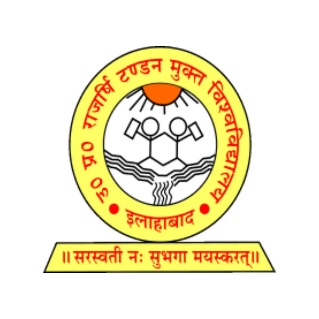 उ० प्र० राजर्षि टण्डन मुक्त विश्वविद्यालय
• इलाहाबाद •
॥ सरस्वती नः सुभगा मयस्करत्॥